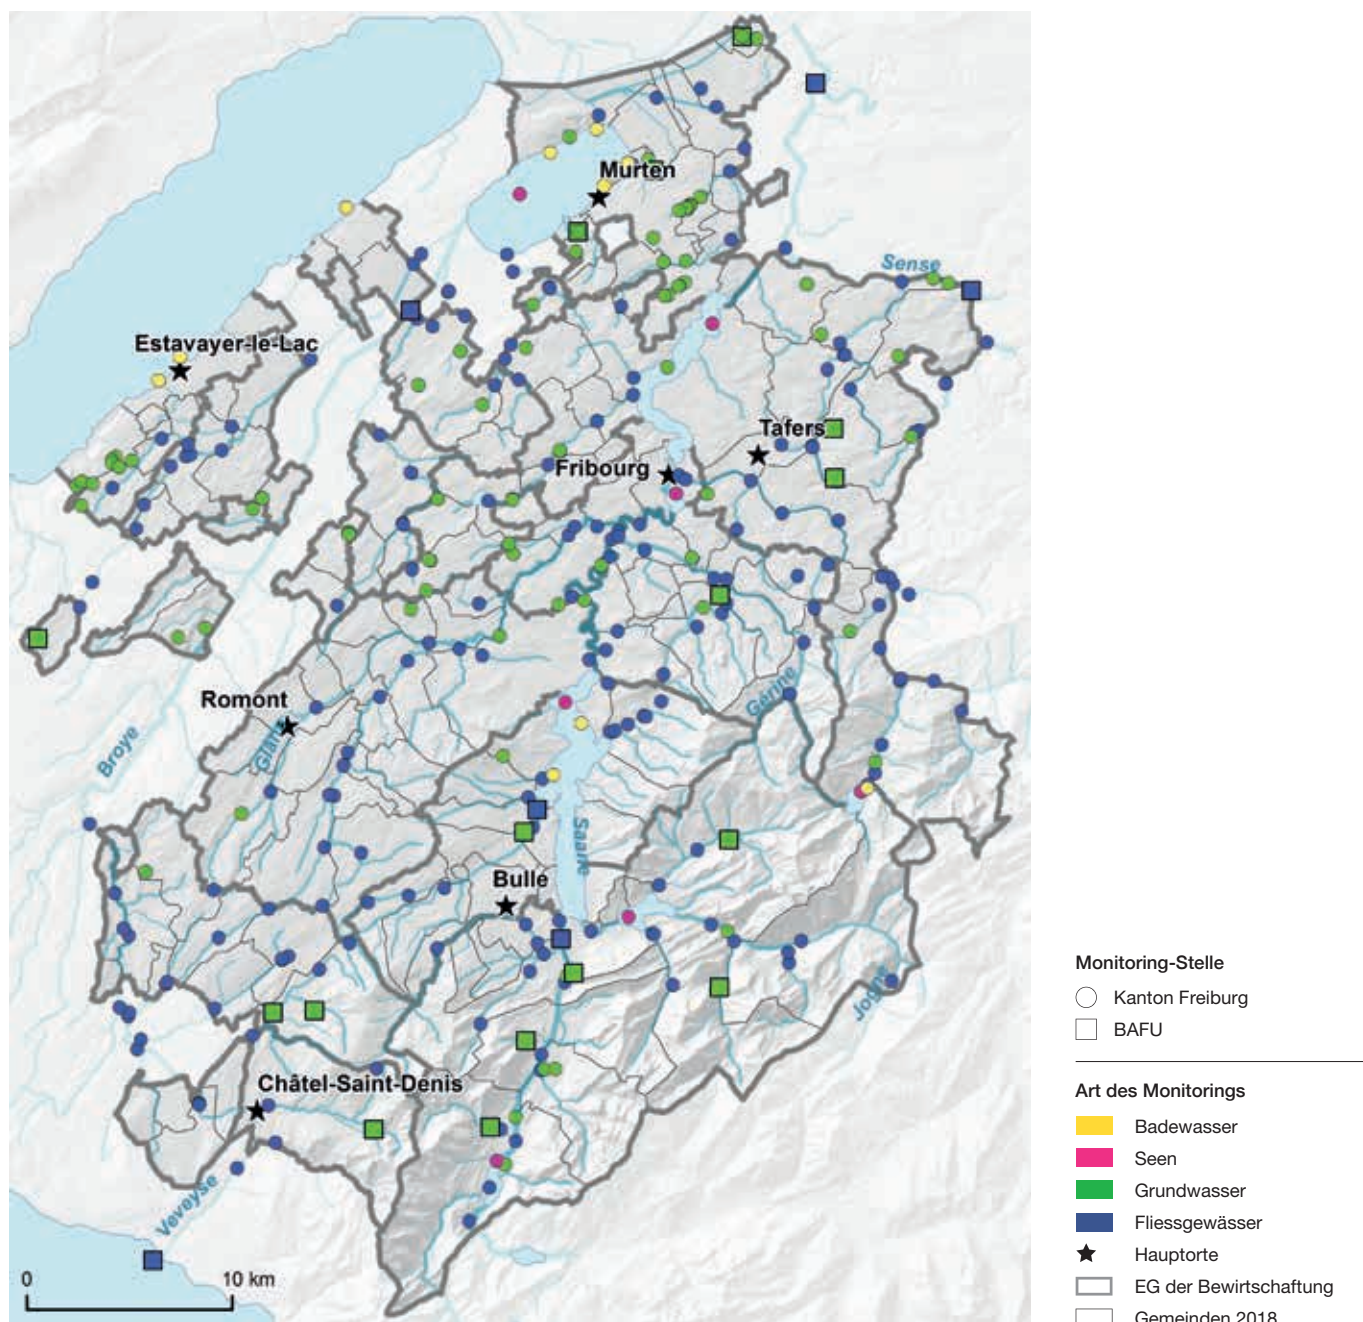 Murten
Sense
Estavayer-le-Lac
Tafers
Fribourg
Romont
Glâne
Gérine
Broye
Saane
Bulle
Jogne
Châtel-Saint-Denis
Veveyse
0
10 km
Monitoring-Stelle
Kanton Freiburg
BAFU
Art des Monitorings
Badewasser
Seen
Grundwasser
Fliessgewässer
Hauptorte
EG der Bewirtschaftung
Gemeinden 2018